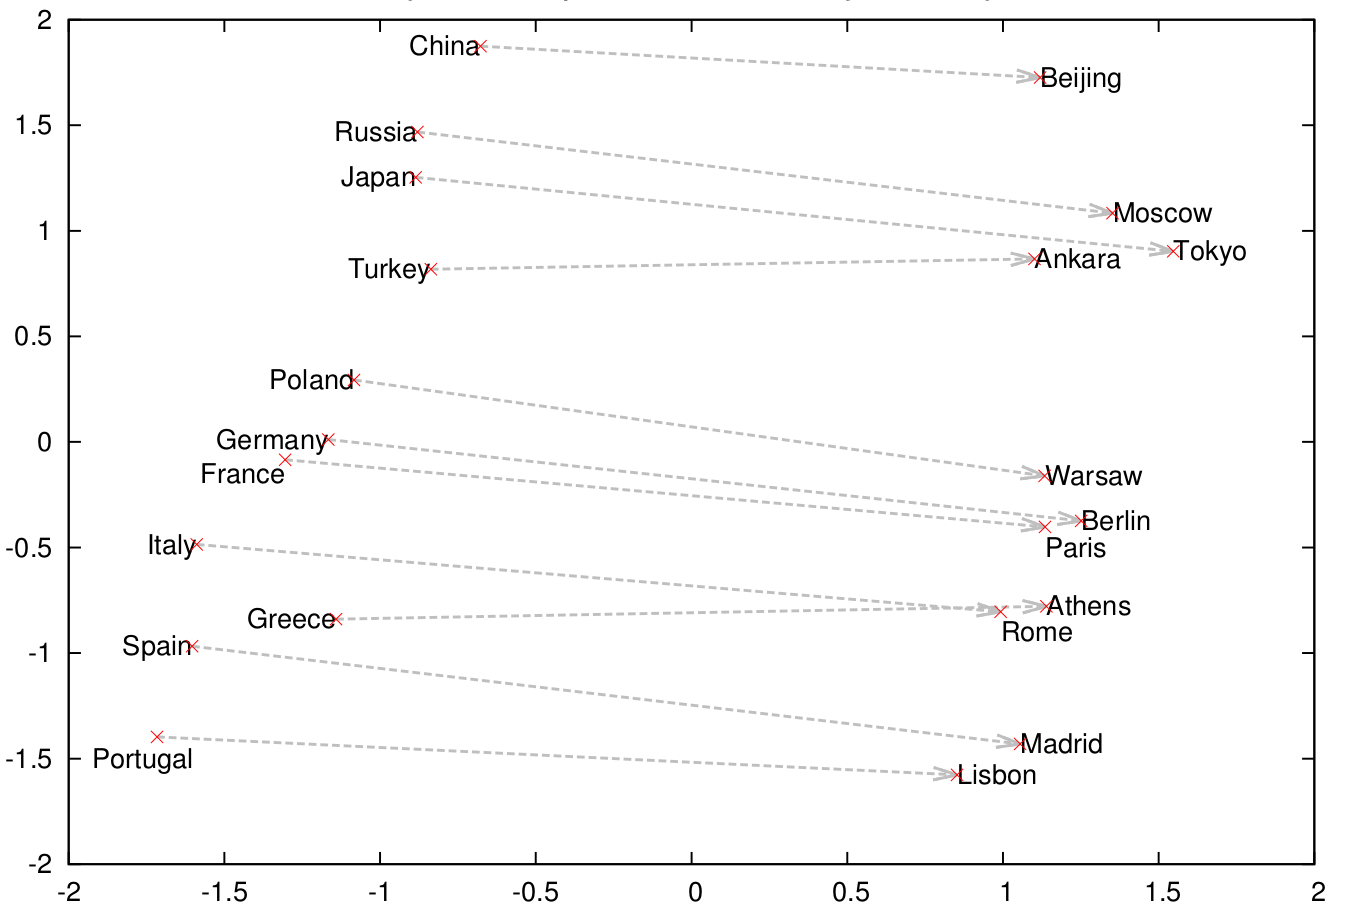 2
China
Beijing
1.5
Russia
Japan
Moscow
1
Tokyo
Turkey
Ankara
0.5
Poland
0
Germany
France
Warsaw
Berlin
-0.5
Italy
Paris
Greece
Athens
Rome
-1
Spain
Madrid
-1.5
Portugal
Lisbon
-2
-2 -1.5 -1 -0.5 0 0.5 1 1.5 2